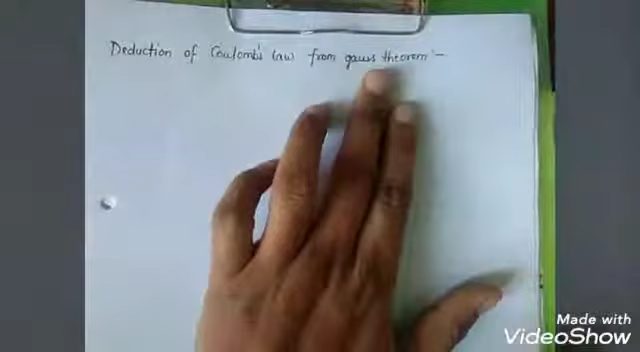 Deduction of Coulomb's law from gauss theorem :-
Made with
VideoShow